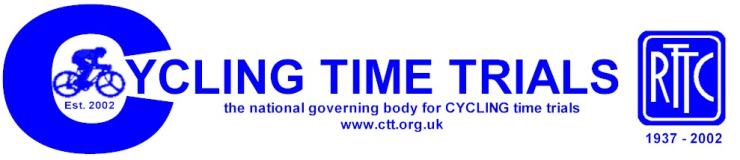 CYCLING TIME TRIALS
Est. 2002
the national governing body for CYCLING time trials
www.ctt.org.uk
RTTC
1937 - 2002